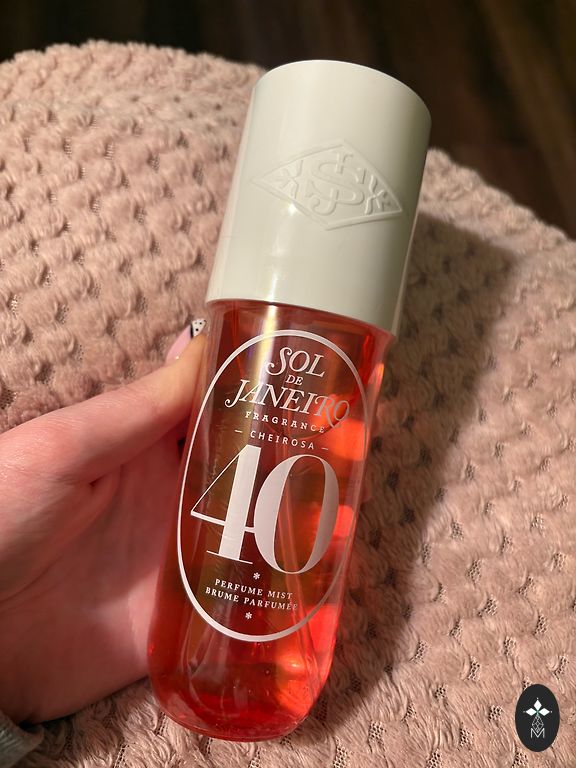 SOL
DE
JANEIRO
FRAGRANCE
– CHEIROSA –
40
PERFUME MIST
BRUME PARFUMÉE